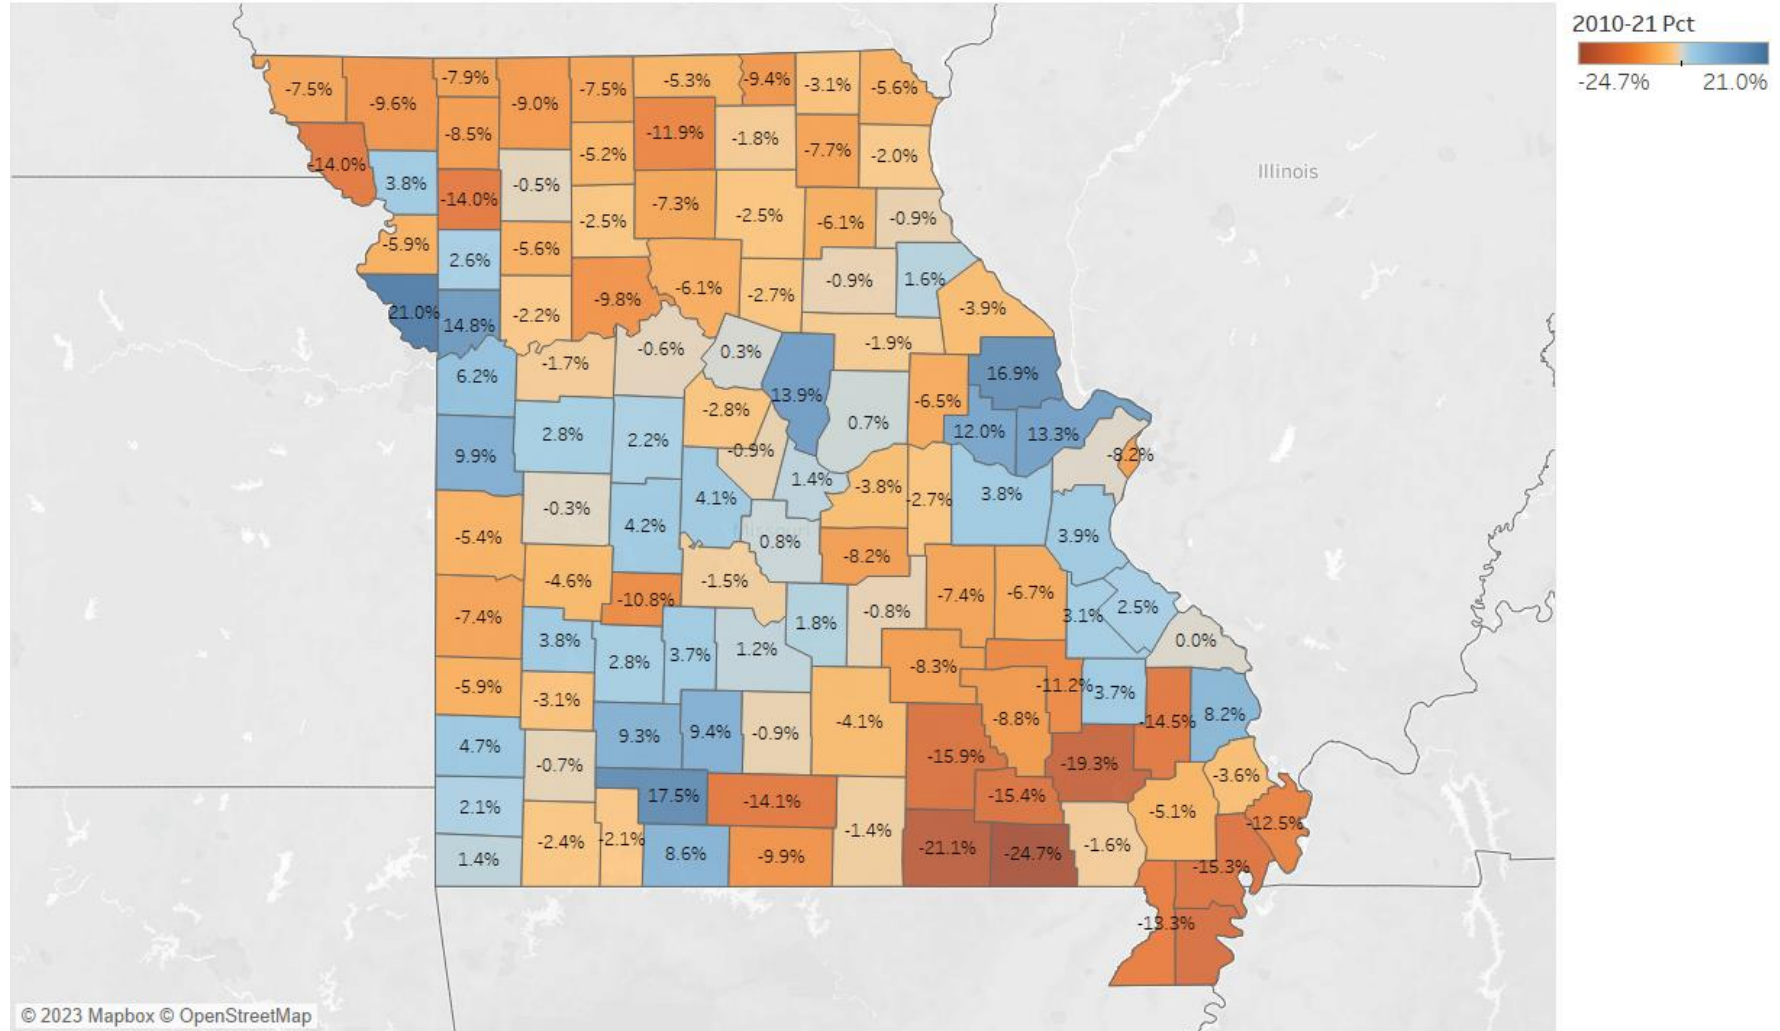 2010-21 Pct
-24.7% 21.0%
Illinois
Missouri
-7.5% -9.6% -7.9% -9.0% -7.5% -5.3% -9.4% -3.1% -5.6%
-8.5% -11.9% -1.8% -7.7% -2.0%
-14.0% 3.8% -14.0% -0.5% -5.2%
-2.5% -7.3% -2.5% -6.1% -0.9%
-5.9% 2.6% -5.6%
21.0% 14.8% -2.2% -9.8% -6.1% -2.7% -0.9% 1.6% -3.9%
6.2% -1.7% -0.6% 0.3% 13.9% -1.9% 16.9%
9.9% 2.8% 2.2% -2.8% -0.9% 0.7% -6.5% 12.0% 13.3% -8.2%
-5.4% -0.3% 4.2% 4.1% 1.4% -3.8% -2.7% 3.8%
0.8% -8.2% 3.9%
-7.4% -4.6% -10.8% -1.5% 1.8% -0.8% -7.4% -6.7% 3.1% 2.5%
3.8% 2.8% 3.7% 1.2% 0.0%
-5.9% -3.1% -8.3% -11.2% 3.7% -14.5% 8.2%
4.7% -0.7% 9.3% 9.4% -0.9% -4.1% -8.8%
-15.9% -19.3% -3.6%
2.1% 17.5% -14.1% -15.4% -5.1% -12.5%
1.4% -2.4% -2.1% 8.6% -9.9% -1.4% -21.1% -24.7% -1.6% -15.3%
-13.3%
© 2023 Mapbox © OpenStreetMap